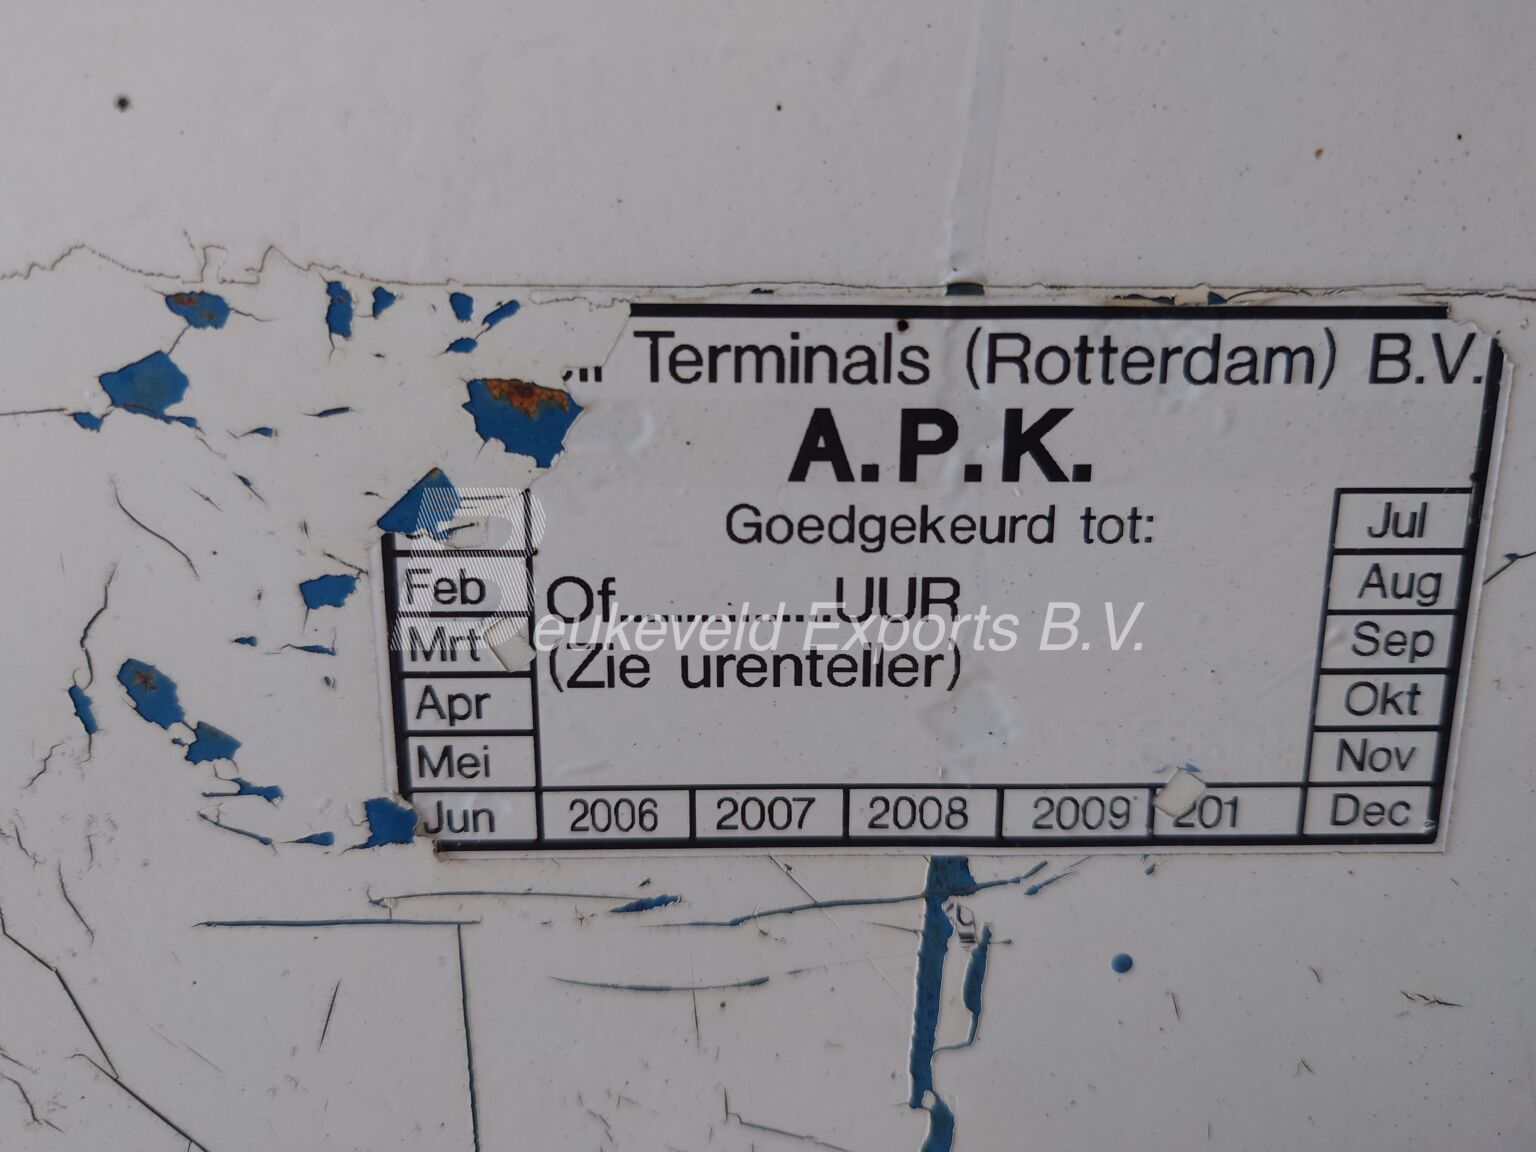 Terminals (Rotterdam) B.V.
A.P.K.
Goedgekeurd tot:
Jul
Feb
Of..................UUR
Aug
Mrt
(Zie urenteller)
Sep
Apr
Okt
Mei
Nov
Jun 2006 2007 2008 2009 201 Dec
Reukeveld Exports B.V.